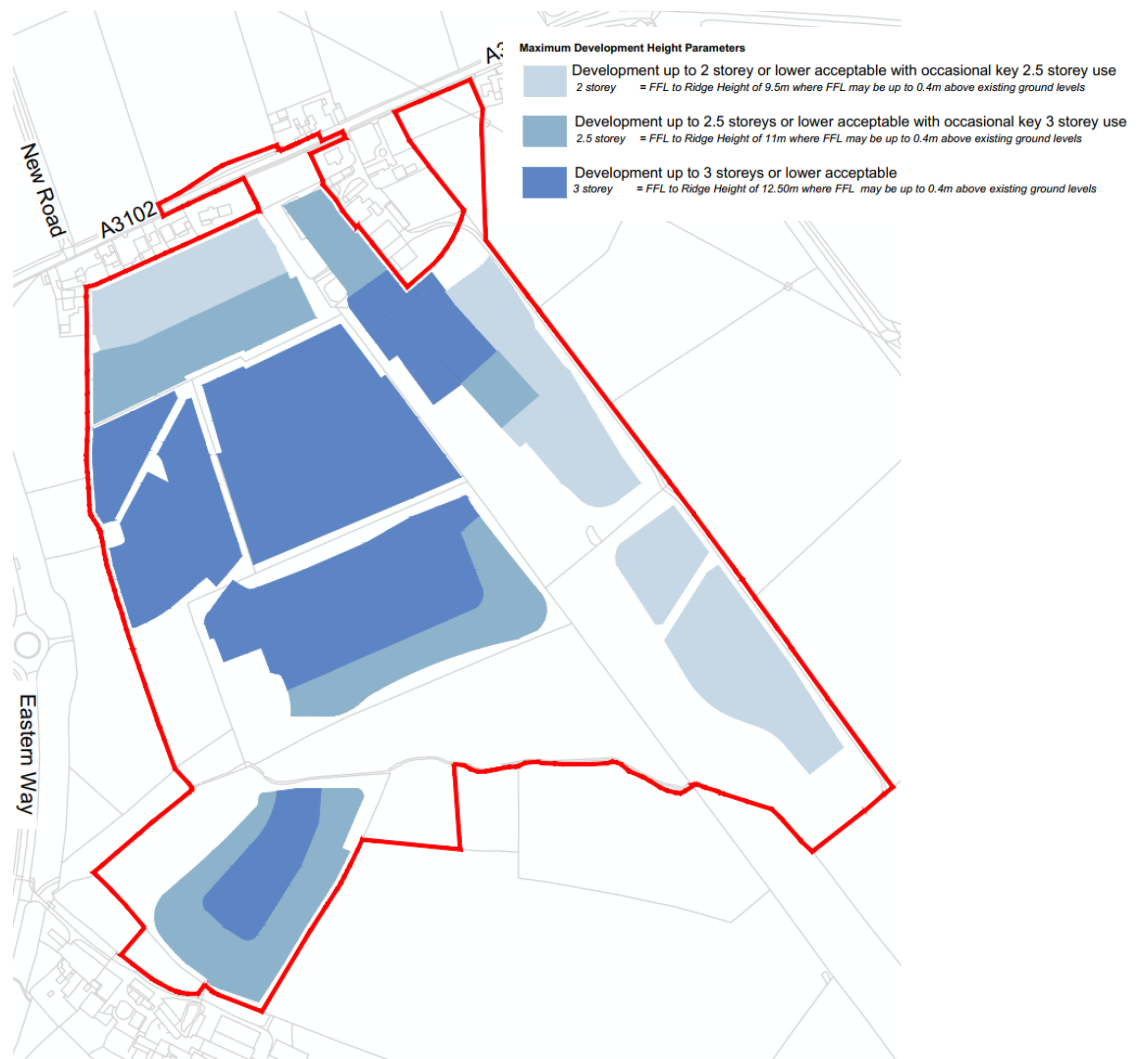 Maximum Development Height Parameters
Development up to 2 storey or lower acceptable with occasional key 2.5 storey use
2 storey = FFL to Ridge Height of 9.5m where FFL may be up to 0.4m above existing ground levels
Development up to 2.5 storeys or lower acceptable with occasional key 3 storey use
2.5 storey = FFL to Ridge Height of 11m where FFL may be up to 0.4m above existing ground levels
Development up to 3 storeys or lower acceptable
3 storey = FFL to Ridge Height of 12.50m where FFL may be up to 0.4m above existing ground levels
A3
New Road
A3102
Eastern Way